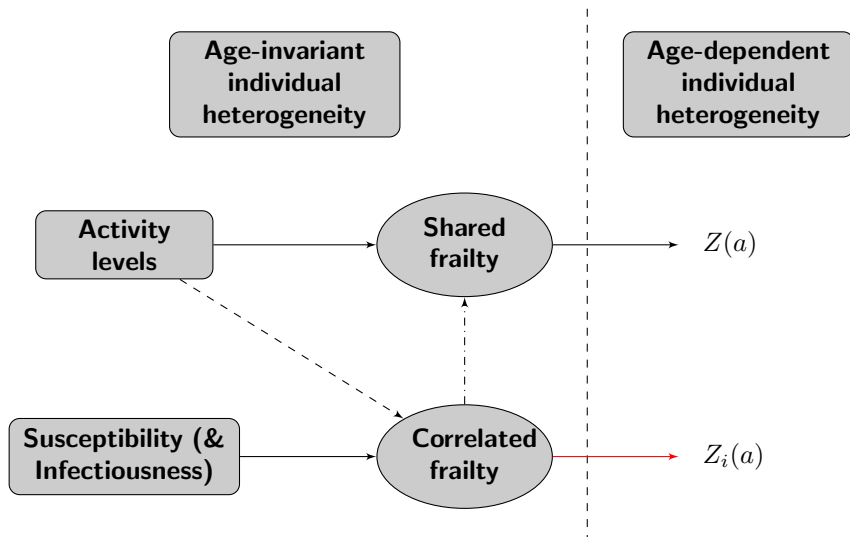 Age-invariant
individual
heterogeneity
Age-dependent
individual
heterogeneity
Activity
levels
Shared
frailty
Z(a)
Susceptibility (&
Infectiousness)
Correlated
frailty
Z_i(a)